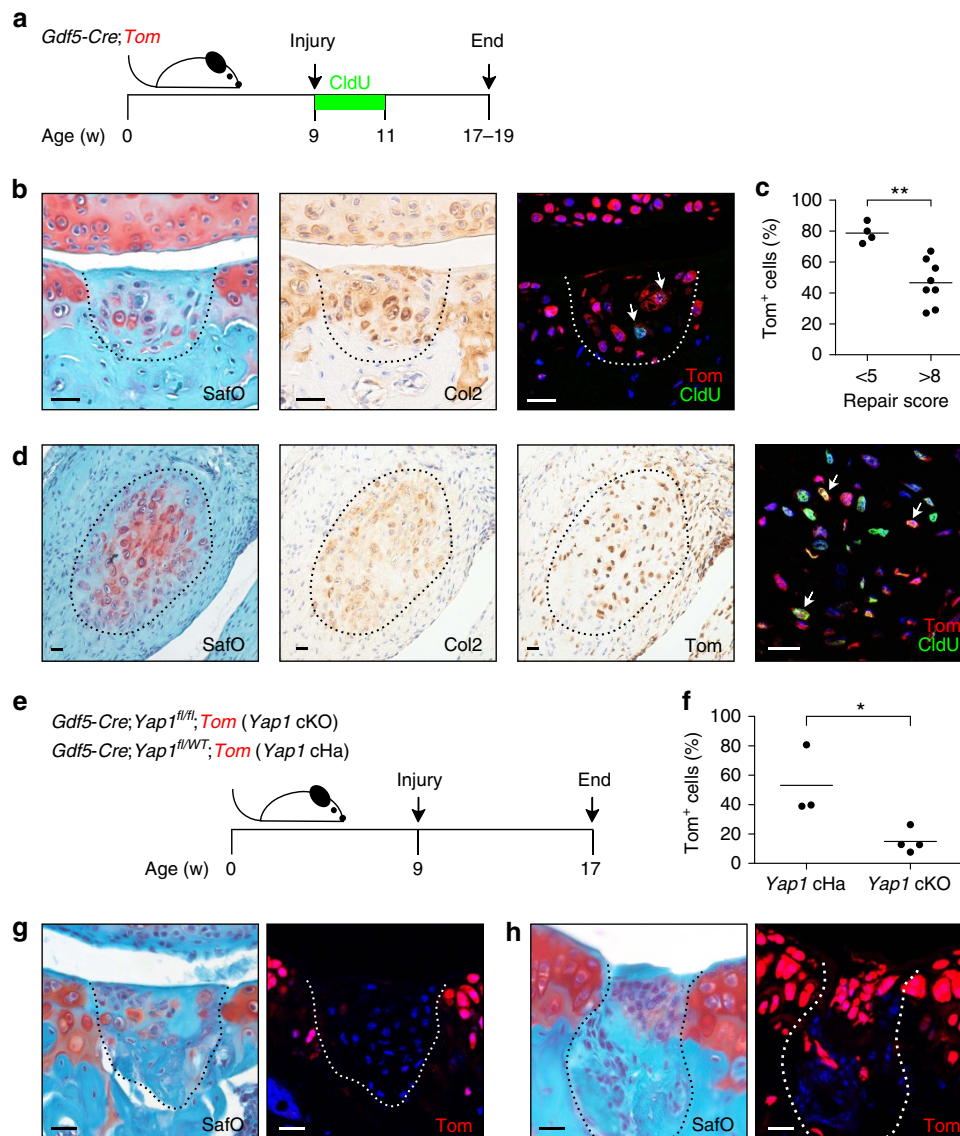 a
Gdf5-Cre;Tom
Injury
End
CldU
Age (w) 0 9 11 17–19
b
SafO
Col2
Tom
CldU
c
**
Tom+ cells (%)
100
80
60
40
20
0
<5 >8
Repair score
d
SafO
Col2
Tom
Tom
CldU
e
Gdf5-Cre;Yap1fl/fl;Tom (Yap1 cKO)
Gdf5-Cre;Yap1fl/WT;Tom (Yap1 cHa)
Injury
End
Age (w) 0 9 17
f
*
Tom+ cells (%)
100
80
60
40
20
0
Yap1 cHa Yap1 cKO
g
SafO
Tom
h
SafO
Tom